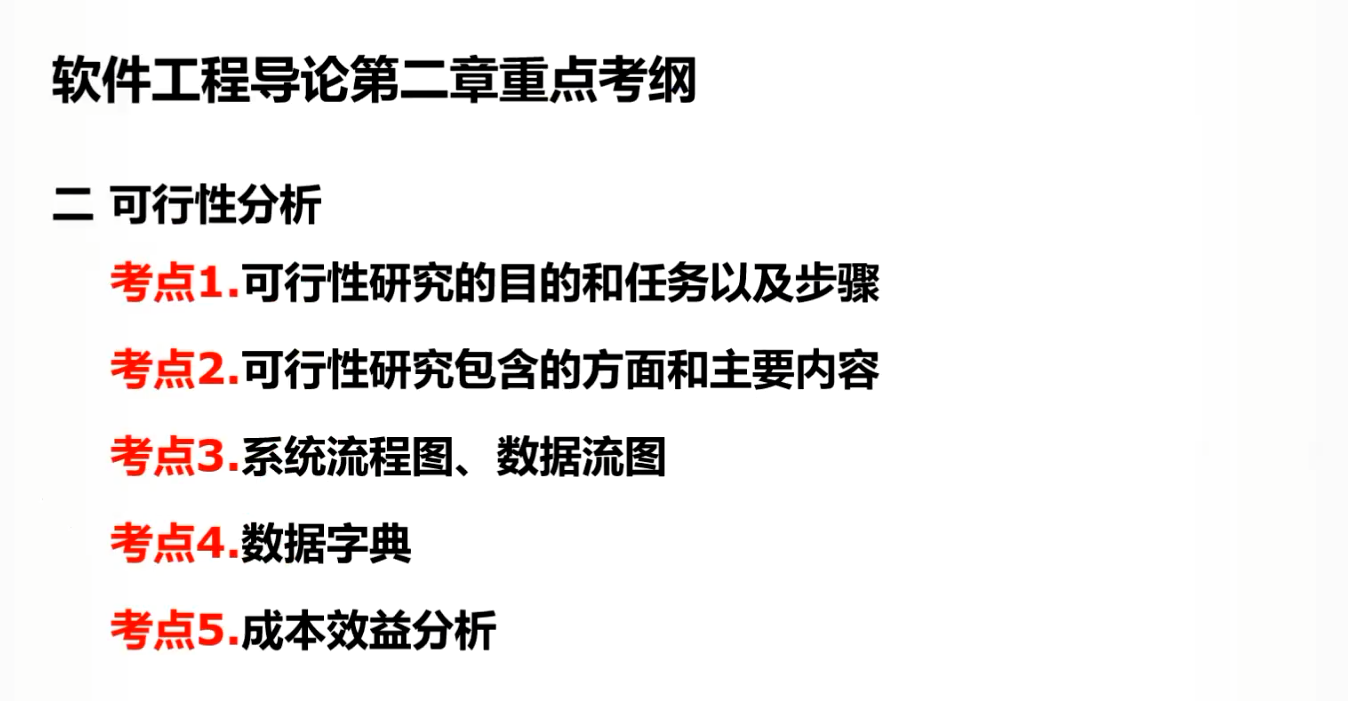 软件工程导论第二章重点考纲
二 可行性分析
考点1.可行性研究的目的和任务以及步骤
考点2.可行性研究包含的方面和主要内容
考点3.系统流程图、数据流图
考点4.数据字典
考点5.成本效益分析